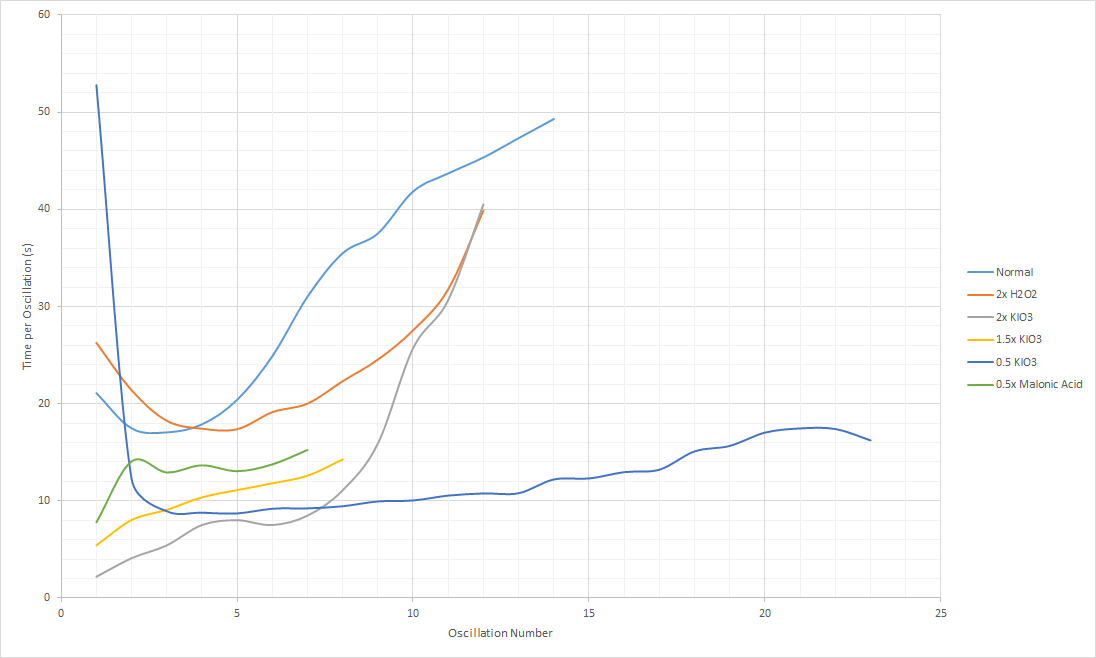 60
50
40
30
20
10
0
Time per Oscillation (s)
0 5 10 15 20 25
Oscillation Number
Normal
2x H2O2
2x KIO3
1.5x KIO3
0.5 KIO3
0.5x Malonic Acid